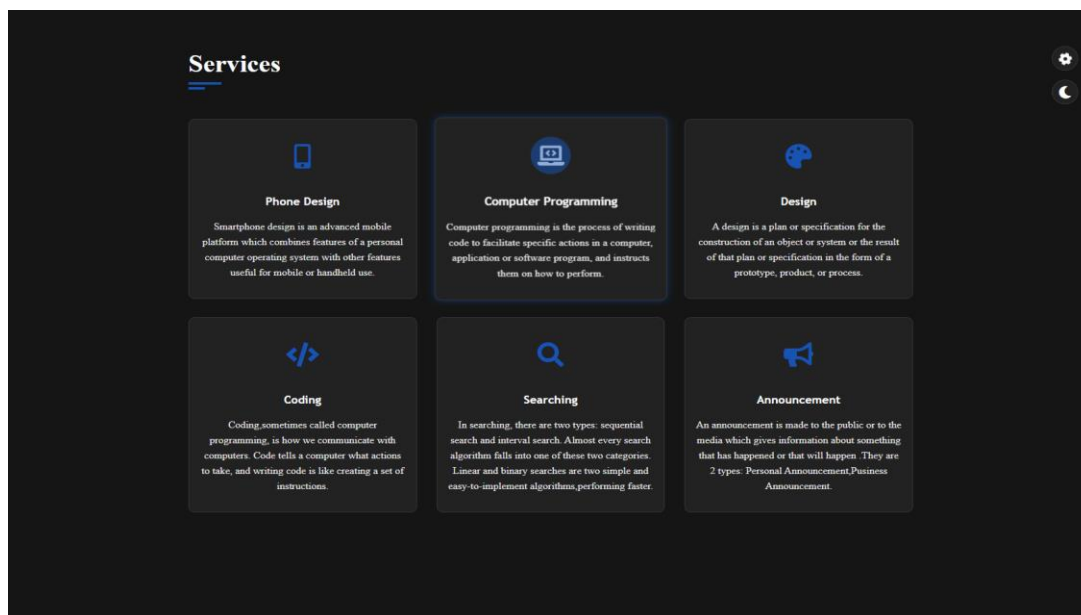 Services
Phone Design
Smartphone design is an advanced mobile
platform which combines features of a personal
computer operating system with other features
useful for mobile or handheld use.
Computer Programming
Computer programming is the process of writing
code to facilitate specific actions in a computer,
application or software program, and instructs
them on how to perform.
Design
A design is a plan or specification for the
construction of an object or system or the result
of that plan or specification in the form of a
prototype, product, or process.
Coding
Coding,sometimes called computer
programming, is how we communicate with
computers. Code tells a computer what actions
to take, and writing code is like creating a set of
instructions.
Searching
In searching, there are two types: sequential
search and interval search. Almost every search
algorithm falls into one of these two categories.
Linear and binary searches are two simple and
easy-to-implement algorithms,performing faster.
Announcement
An announcement is made to the public or to the
media which gives information about something
that has happened or that will happen .They are
2 types: Personal Announcement,Pusiness
Announcement.